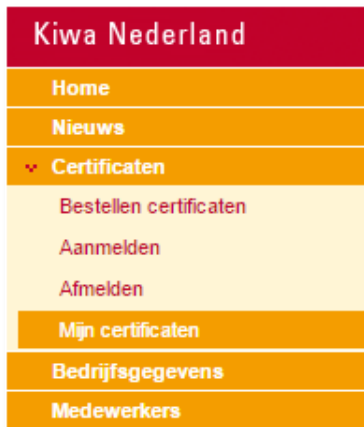 Kiwa Nederland
Home
Nieuws
Certificaten
Bestellen certificaten
Aanmelden
Afmelden
Mijn certificaten
Bedrijfsgegevens
Medewerkers